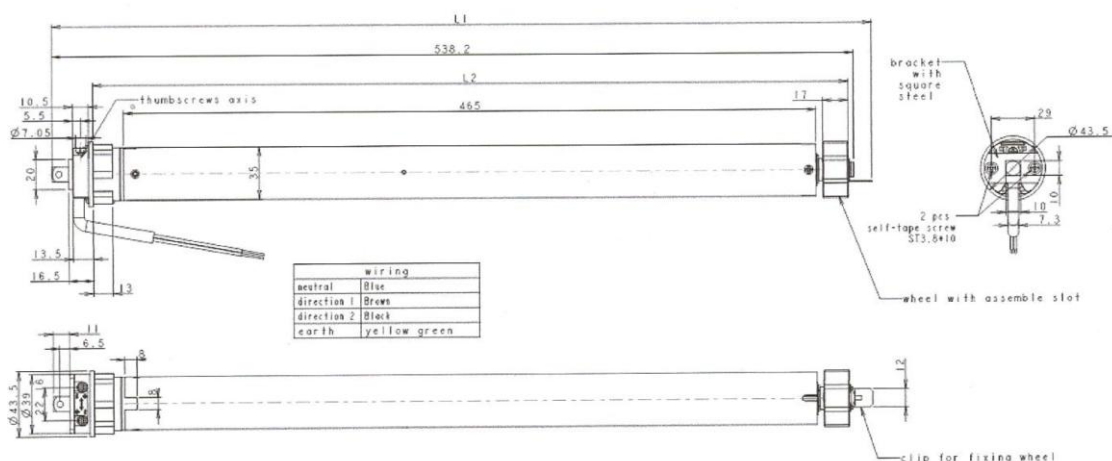 L1
538.2
L2
bracket
with
square
steel
10.5
thumbscrews axis
17
29
5.5
465
Ø43.5
Ø7.05
20
35
10
2 pcs
self-tape screw
ST3.8*10
10
7.3
13.5
16.5
13
wiring
neutral Blue
direction 1 Brown
direction 2 Black
earth yellow green
wheel with assemble slot
11
6.5
8
12
Ø43.5
Ø39
22
16
8
clip for fixing wheel